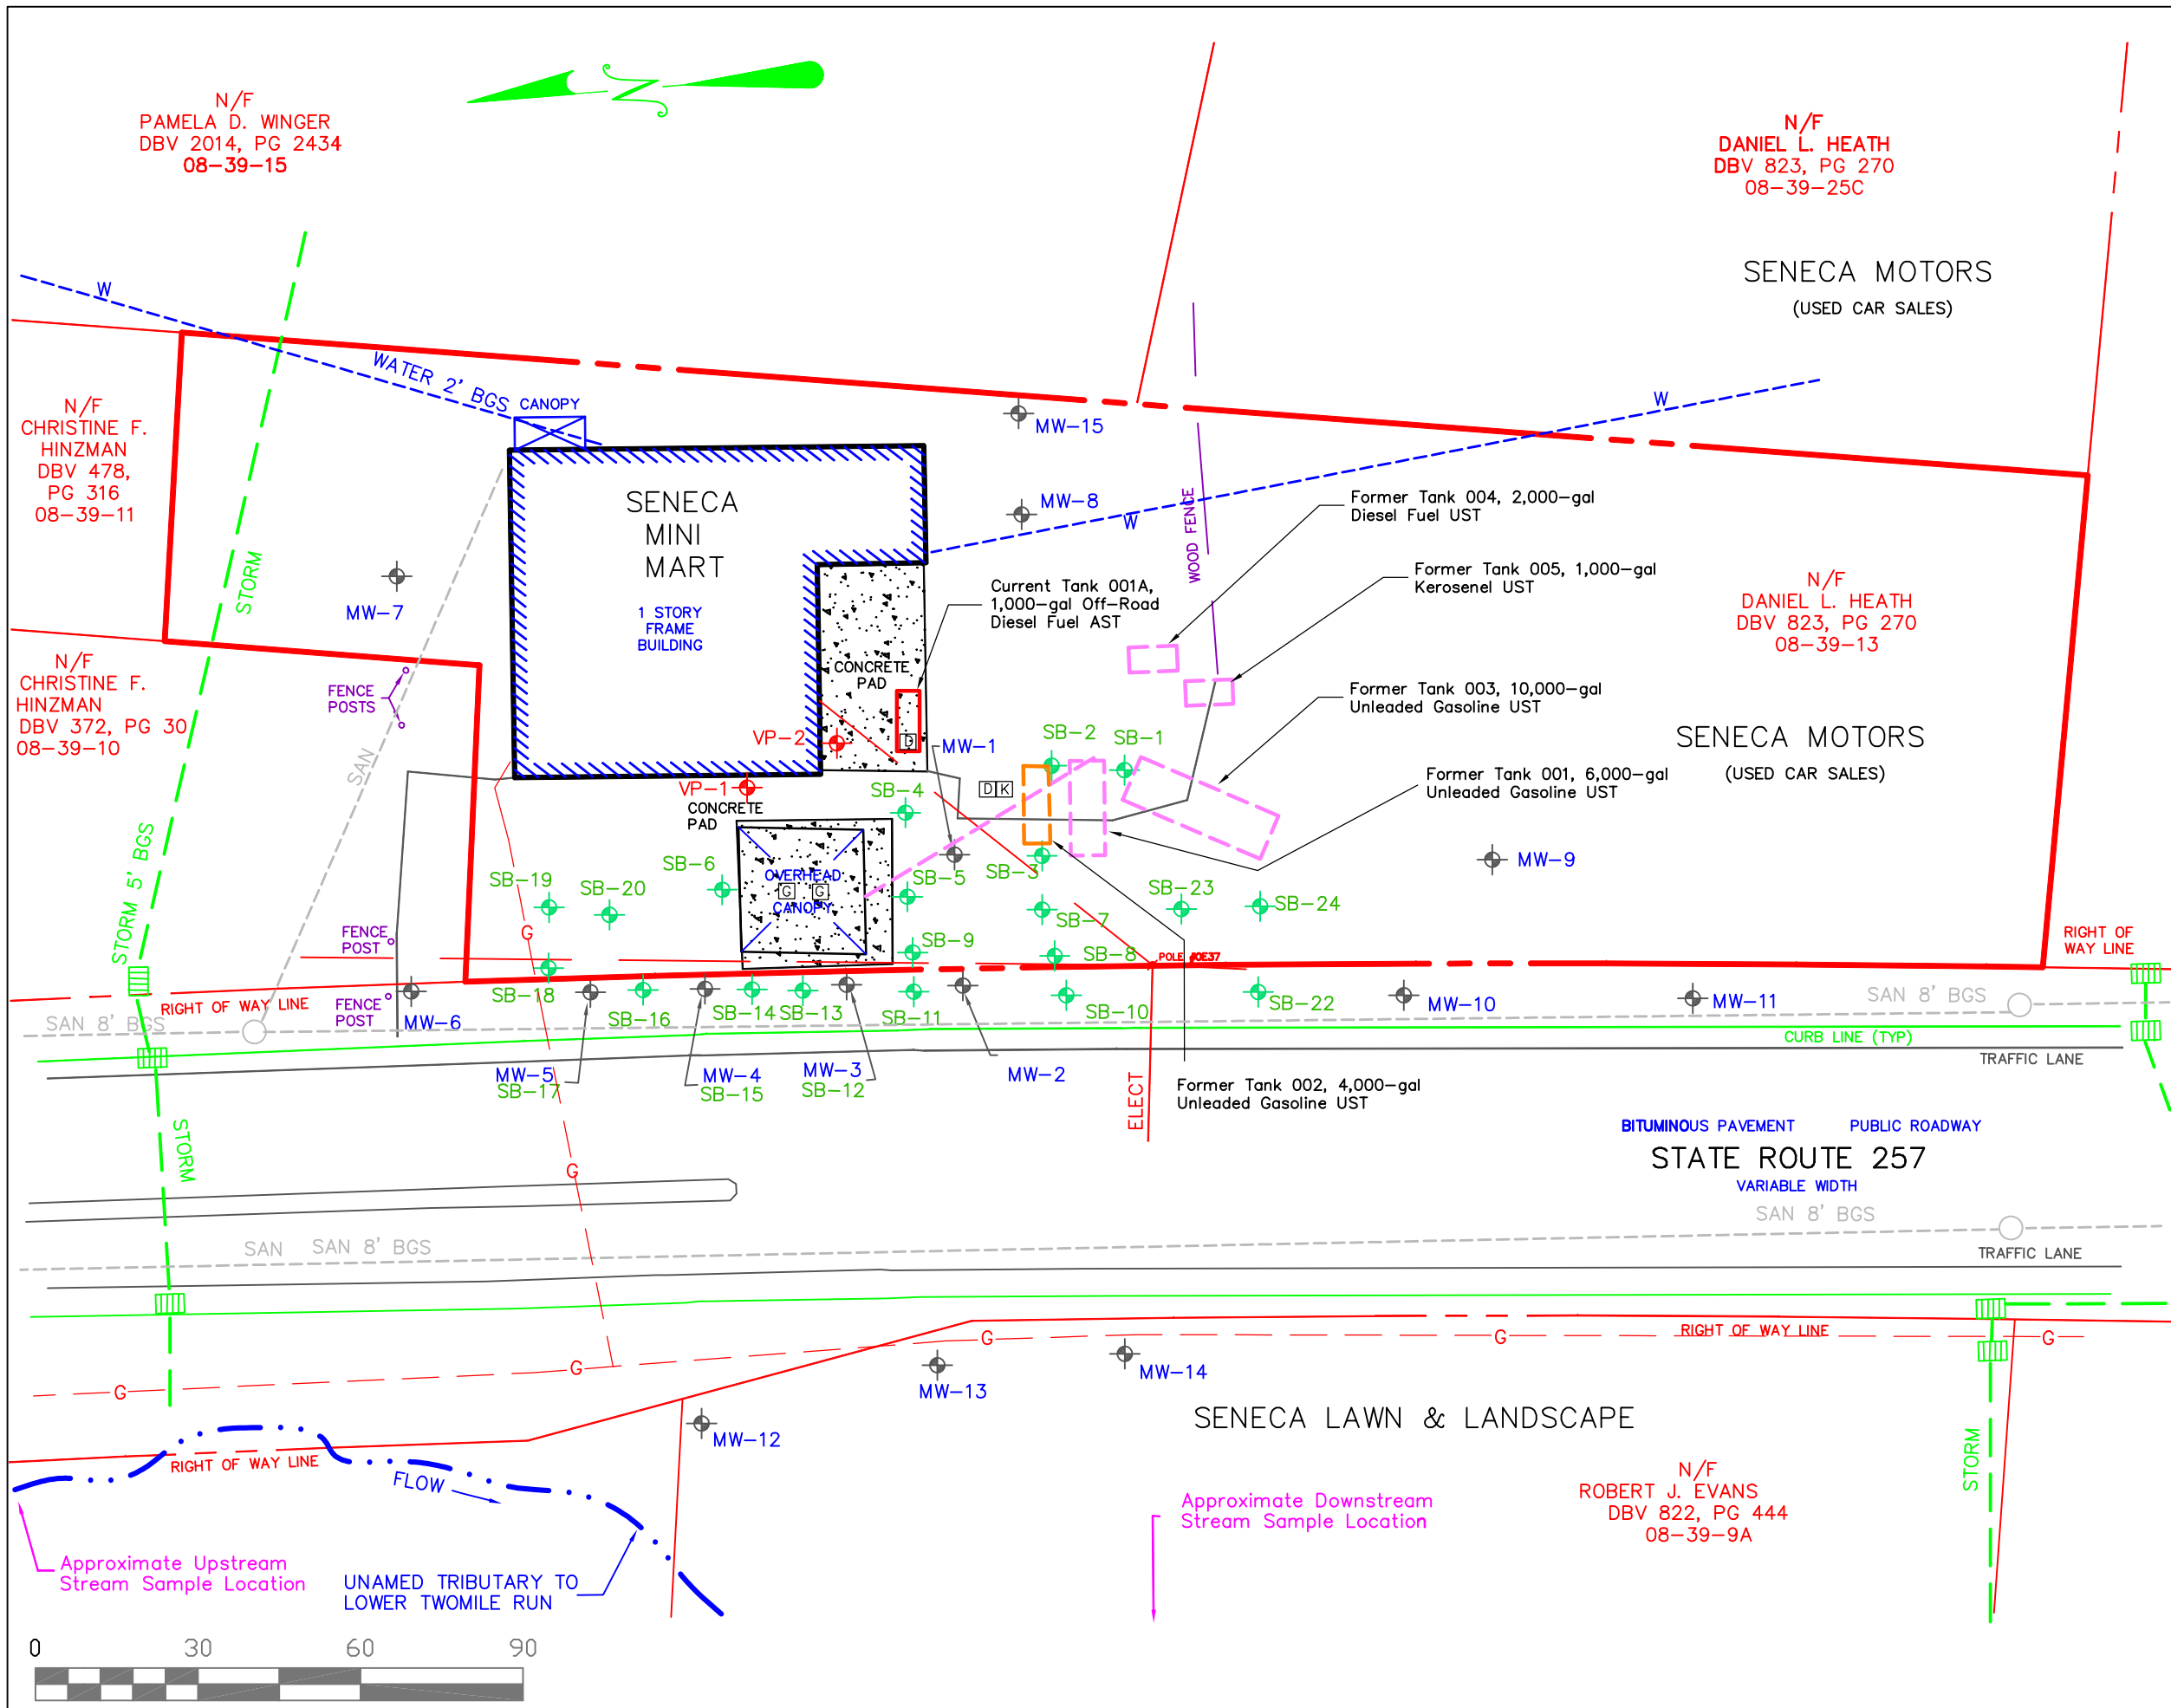 N/F
PAMELA D. WINGER
DBV 2014, PG 2434
08-39-15
N
N/F
DANIEL L. HEATH
DBV 823, PG 270
08-39-25C
SENECA MOTORS
(USED CAR SALES)
W
WATER 2' BGS
CANOPY
W
W
N/F
CHRISTINE F.
HINZMAN
DBV 478,
PG 316
08-39-11
STORM
MW-15
MW-8
MW-7
SENECA
MINI
MART
1 STORY
FRAME
BUILDING
WOOD FENCE
Former Tank 004, 2,000-gal
Diesel Fuel UST
Former Tank 005, 1,000-gal
Kerosenel UST
Current Tank 001A,
1,000-gal Off-Road
Diesel Fuel AST
CONCRETE
PAD
N/F
DANIEL L. HEATH
DBV 823, PG 270
08-39-13
N/F
CHRISTINE F.
HINZMAN
DBV 372, PG 30
08-39-10
FENCE
POSTS
SAN
Former Tank 003, 10,000-gal
Unleaded Gasoline UST
SENECA MOTORS
(USED CAR SALES)
Former Tank 001, 6,000-gal
Unleaded Gasoline UST
VP-2
D
MW-1
SB-2
SB-1
VP-1
CONCRETE
PAD
SB-4
D K
STORM 5' BGS
SB-6
OVERHEAD
G G
CANOPY
SB-5
SB-3
MW-9
SB-19
SB-20
G
SB-7
SB-23
SB-24
FENCE
POST
SB-9
SB-8
POLE
RIGHT OF
WAY LINE
RIGHT OF WAY LINE
FENCE
POST
SAN 8' BGS
MW-6
SB-18
SB-16
SB-14
SB-13
SB-11
SB-10
SB-22
MW-10
MW-11
SAN 8' BGS
CURB LINE (TYP)
TRAFFIC LANE
MW-5
SB-17
MW-4
SB-15
MW-3
SB-12
MW-2
ELECT
Former Tank 002, 4,000-gal
Unleaded Gasoline UST
STORM
G
BITUMINOUS PAVEMENT
PUBLIC ROADWAY
STATE ROUTE 257
VARIABLE WIDTH
SAN 8' BGS
SAN
SAN 8' BGS
TRAFFIC LANE
RIGHT OF WAY LINE
G
G
G
G
G
MW-13
MW-14
MW-12
SENECA LAWN & LANDSCAPE
RIGHT OF WAY LINE
FLOW
STORM
N/F
ROBERT J. EVANS
DBV 822, PG 444
08-39-9A
Approximate Downstream
Stream Sample Location
Approximate Upstream
Stream Sample Location
UNAMED TRIBUTARY TO
LOWER TWOMILE RUN
0 30 60 90